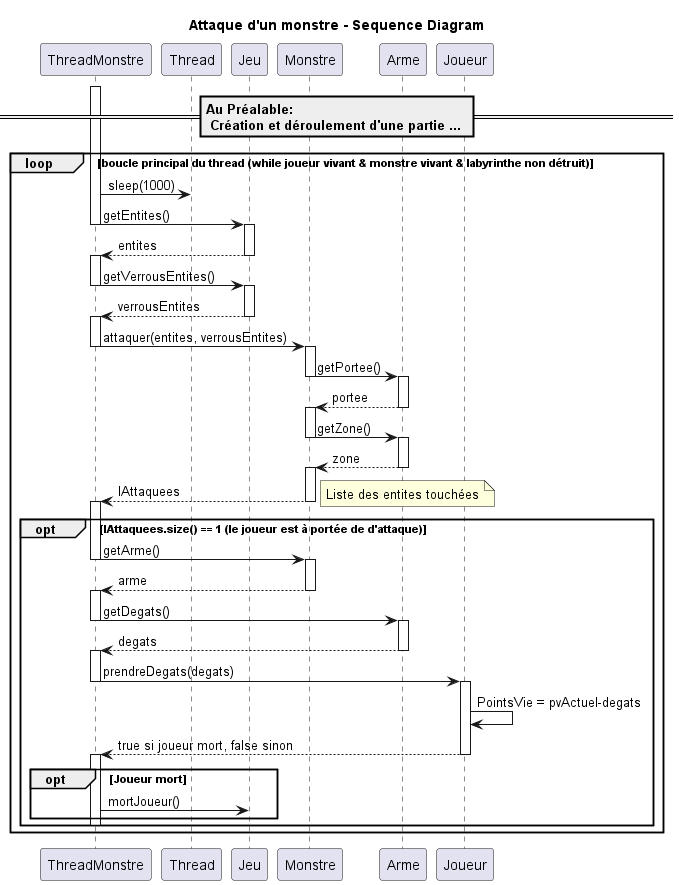 Attaque d'un monstre - Sequence Diagram
ThreadMonstre Thread Jeu Monstre Arme Joueur
Au Préalable:
Création et déroulement d'une partie ...
loop [boucle principal du thread (while joueur vivant & monstre vivant & labyrinthe non détruit)]
sleep(1000)
getEntites()
entites
getVerrousEntites()
verrousEntites
attaquer(entites, verrousEntites)
getPortee()
portee
getZone()
zone
lAttaquees
Liste des entites touchées
opt [lAttaquees.size() == 1 (le joueur est à portée de d'attaque)]
getArme()
arme
getDegats()
degats
prendreDegats(degats)
PointsVie = pvActuel-degats
true si joueur mort, false sinon
opt [Joueur mort]
mortJoueur()
ThreadMonstre Thread Jeu Monstre Arme Joueur